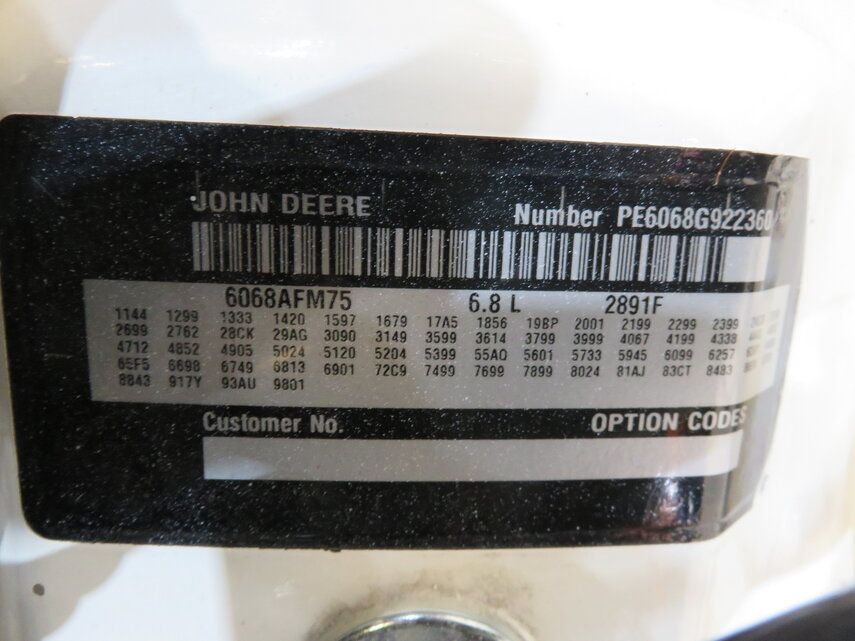 JOHN DEERE
Number PE6068G922360
6068AFM75 6.8 L 2891F
1144 1299 1333 1420 1597 1679 17A5 1856 19BP 2001 2199 2299 2399
2699 2762 28CK 29AG 3090 3149 3599 3614 3799 3999 4067 4199 4338
4712 4852 4905 5024 5120 5204 5399 55AQ 5601 5733 5945 6099 6257
65F5 6698 6749 6813 6901 72C9 7499 7699 7899 8024 81AJ 83CT 8483
8843 917Y 93AU 9801
Customer No. OPTION CODES